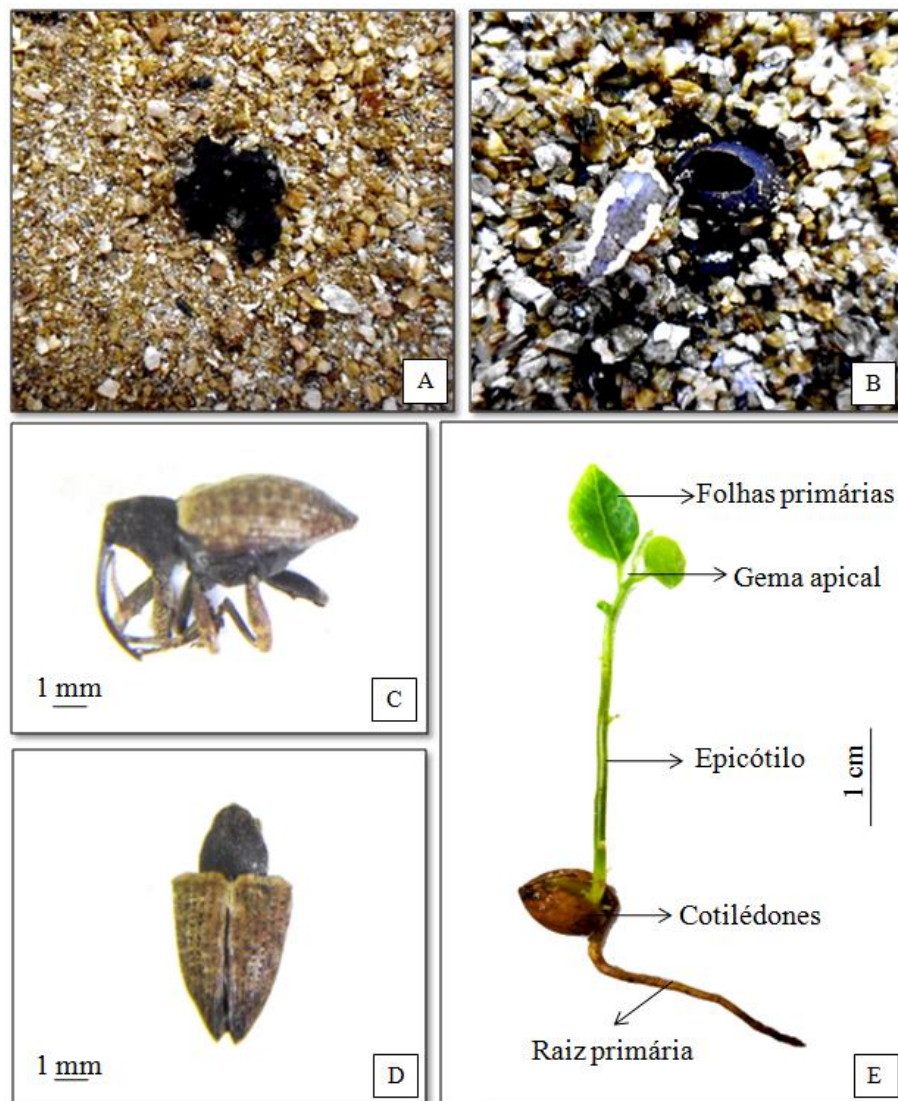 A
B
1 mm
C
1 mm
D
Folhas primárias
Gema apical
Epicótilo
1 cm
Cotilédones
Raiz primária
E